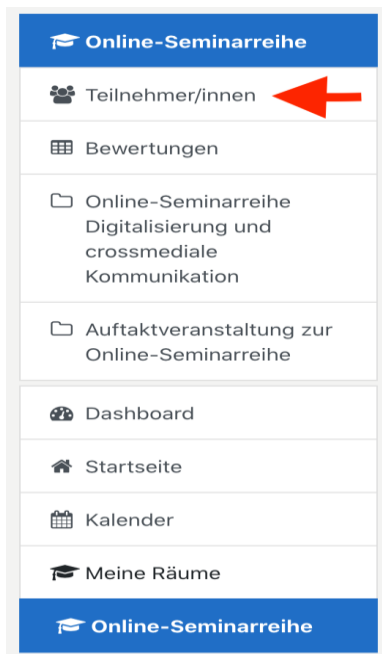 Online-Seminarreihe
Teilnehmer/innen
Bewertungen
Online-Seminarreihe
Digitalisierung und
crossmediale
Kommunikation
Auftaktveranstaltung zur
Online-Seminarreihe
Dashboard
Startseite
Kalender
Meine Räume
Online-Seminarreihe